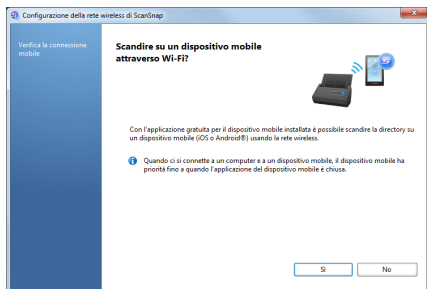 Configurazione della rete wireless di ScanSnap
Verifica la connessione
mobile
Scandire su un dispositivo mobile
attraverso Wi-Fi?
Con l'applicazione gratuita per il dispositivo mobile installata è possibile scandire la directory su
un dispositivo mobile (iOS o Android®) usando la rete wireless.
Quando ci si connette a un computer e a un dispositivo mobile, il dispositivo mobile ha
priorità fino a quando l'applicazione del dispositivo mobile è chiusa.
Sì No